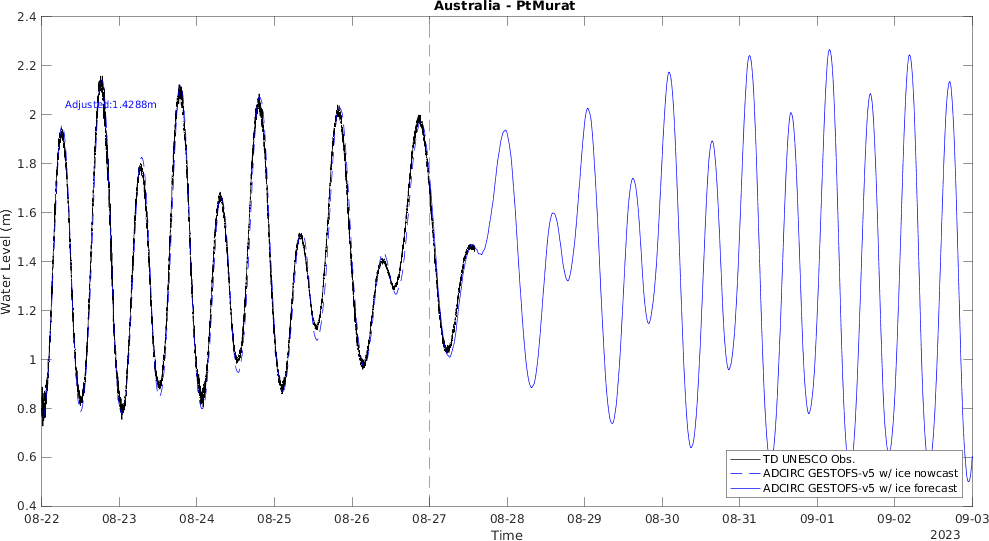 Australia - PtMurat
2.4
2.2
2
1.8
1.6
1.4
1.2
1
0.8
0.6
0.4
Water Level (m)
Adjusted:1.4288m
TD UNESCO Obs.
ADCIRC GESTOFS-v5 w/ ice nowcast
ADCIRC GESTOFS-v5 w/ ice forecast
08-22 08-23 08-24 08-25 08-26 08-27 08-28 08-29 08-30 08-31 09-01 09-02 09-03
Time
2023